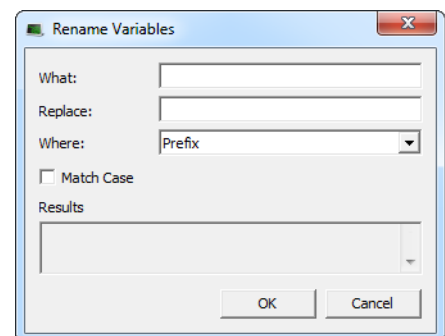 Rename Variables
What:
Replace:
Where: Prefix
Match Case
Results
OK Cancel